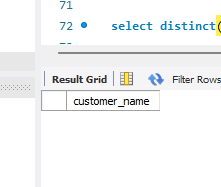 71
72 select distinct(
Result Grid Filter Rows
customer_name